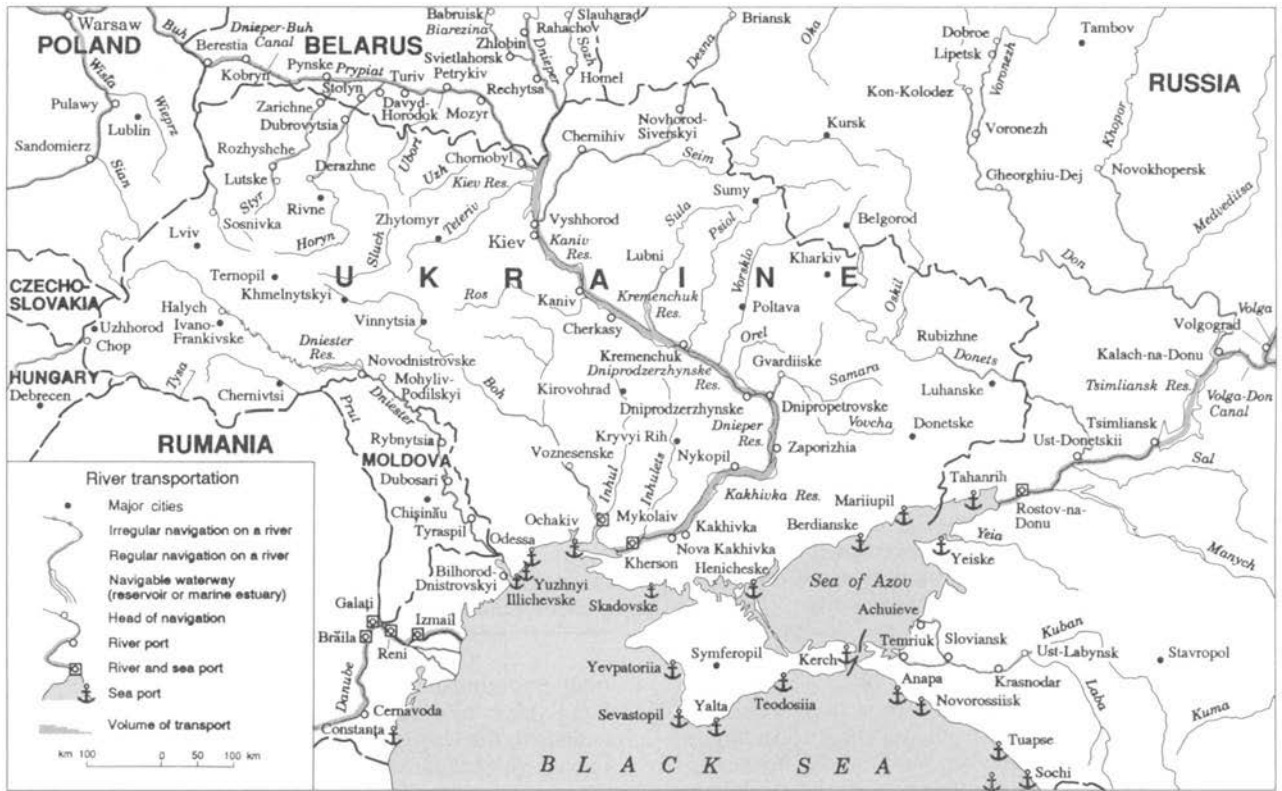 Warsaw
POLAND
Buh
Dnieper-Buh
Canal
Berestia
Kobryn
BELARUS
Pynske
Prypiat
Stolyn
Turiv
Davyd-
Horodok
Babruisk
Biarezina
Rahachov
Zhlobin
Svietlahorsk
Petrykiv
Rechytsa
Mozyr
Dnieper
Slauharad
Sozh
Homel
Briansk
Desna
Oka
Dobroe
Lipetsk
Voronezh
Tambov
RUSSIA
Kon-Kolodez
Voronezh
Khopor
Gheorghiu-Dej
Novokhopersk
Medveditsa
Wisła
Pulawy
Wieprz
Lublin
Sandomierz
Sian
Zarichne
Dubrovytsia
Rozhyshche
Derazhne
Lutske
Styr
Rivne
Sosnivka
Horyn
Sluch
Ubort
Uzh
Chornobyl
Kiev Res.
Zhytomyr
Teteriv
Chernihiv
Novhorod-
Siverskyi
Seim
Kursk
Sumy
Sula
Psiol
Belgorod
Vyshhorod
Kiev
Kaniv
Res.
Lubni
Vorsklo
Kharkiv
Oskil
Don
Lviv
Ternopil
Khmelnytskyi
UKRAINE
Ros
Kaniv
Kremenchuk
Res.
Poltava
Cherkasy
CZECHO-
SLOVAKIA
Uzhhorod
Chop
Halych
Ivano-
Frankivske
Vinnytsia
Dniester
Res.
Novodnistrovske
Mohyliv-
Podilskyi
Boh
Kremenchuk
Dniprodzerzhynske
Res.
Orel
Gvardiiske
Samara
Rubizhne
Donets
Luhanske
Volga
Volgograd
Kalach-na-Donu
Tsimliansk Res.
Volga-Don
Canal
HUNGARY
Debrecen
Tysa
Chernivtsi
Prut
Dniester
Kirovohrad
Dniprodzerzhynske
Dnipropetrovske
Vovcha
Donetske
Dnieper
Res.
Tsimliansk
Ust-Donetskii
Sal
RUMANIA
Rybnytsia
MOLDOVA
Dubosari
Chişinău
Tyraspil
Voznesenske
Kryvyi Rih
Inhul
Inhulets
Nykopil
Zaporizhia
Kakhivka Res.
Mariiupil
Tahanrih
Rostov-na-
Donu
Berdianske
Yeia
Yeiske
Manych
Ochakiv
Mykolaiv
Kakhivka
Nova Kakhivka
Kherson
Henicheske
Odessa
Bilhorod-
Dnistrovskyi
Yuzhnyi
Illichevske
Skadovske
Sea of Azov
Achuieve
Temriuk
Sloviansk
Kuban
Ust-Labynsk
Stavropol
Galaţi
Brăila
Reni
Izmail
Danube
Cernavoda
Constanţa
Yevpatoriia
Symferopil
Kerch
Anapa
Krasnodar
Laba
Kuma
Sevastopil
Yalta
Teodosiia
Novorossiisk
Tuapse
Sochi
BLACK SEA
River transportation
Major cities
Irregular navigation on a river
Regular navigation on a river
Navigable waterway
(reservoir or marine estuary)
Head of navigation
River port
River and sea port
Sea port
Volume of transport
km 100 0 50 100 km